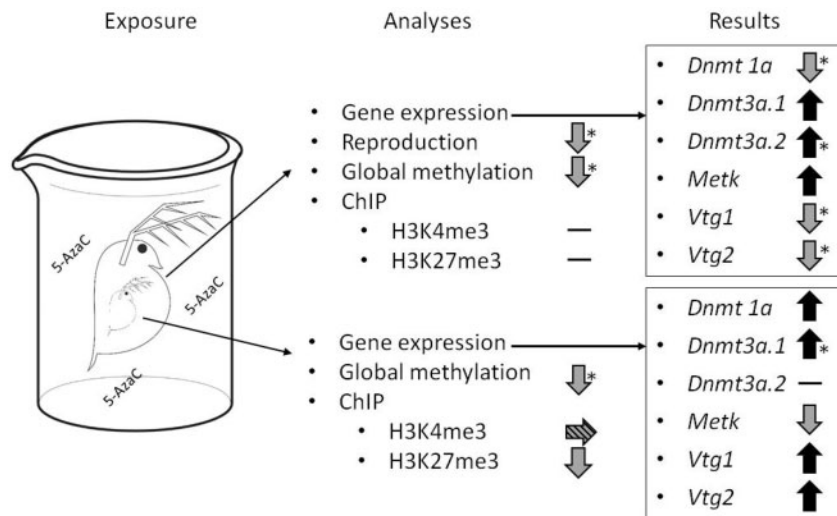 Exposure
Analyses
Results
5-AzaC
5-AzaC
5-AzaC
• Gene expression
• Reproduction *
• Global methylation *
• ChIP
• H3K4me3 –
• H3K27me3 –
• Dnmt 1a *
• Dnmt3a.1
• Dnmt3a.2 *
• Metk
• Vtg1 *
• Vtg2 *
• Gene expression
• Global methylation *
• ChIP
• H3K4me3
• H3K27me3
• Dnmt 1a
• Dnmt3a.1 *
• Dnmt3a.2 –
• Metk
• Vtg1
• Vtg2